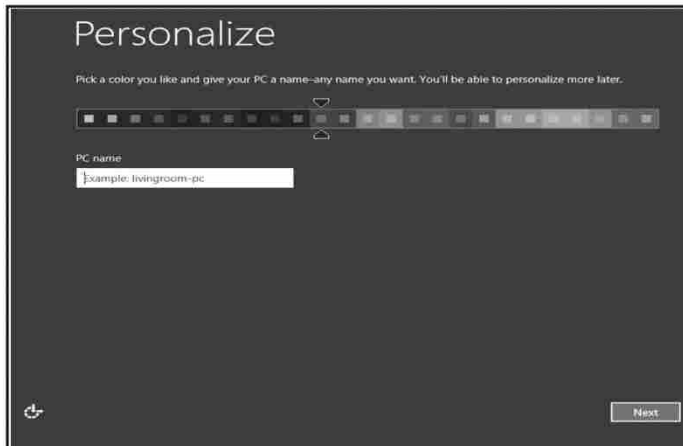 Personalize
Pick a color you like and give your PC a name–any name you want. You'll be able to personalize more later.
PC name
Example: livingroom-pc
Next